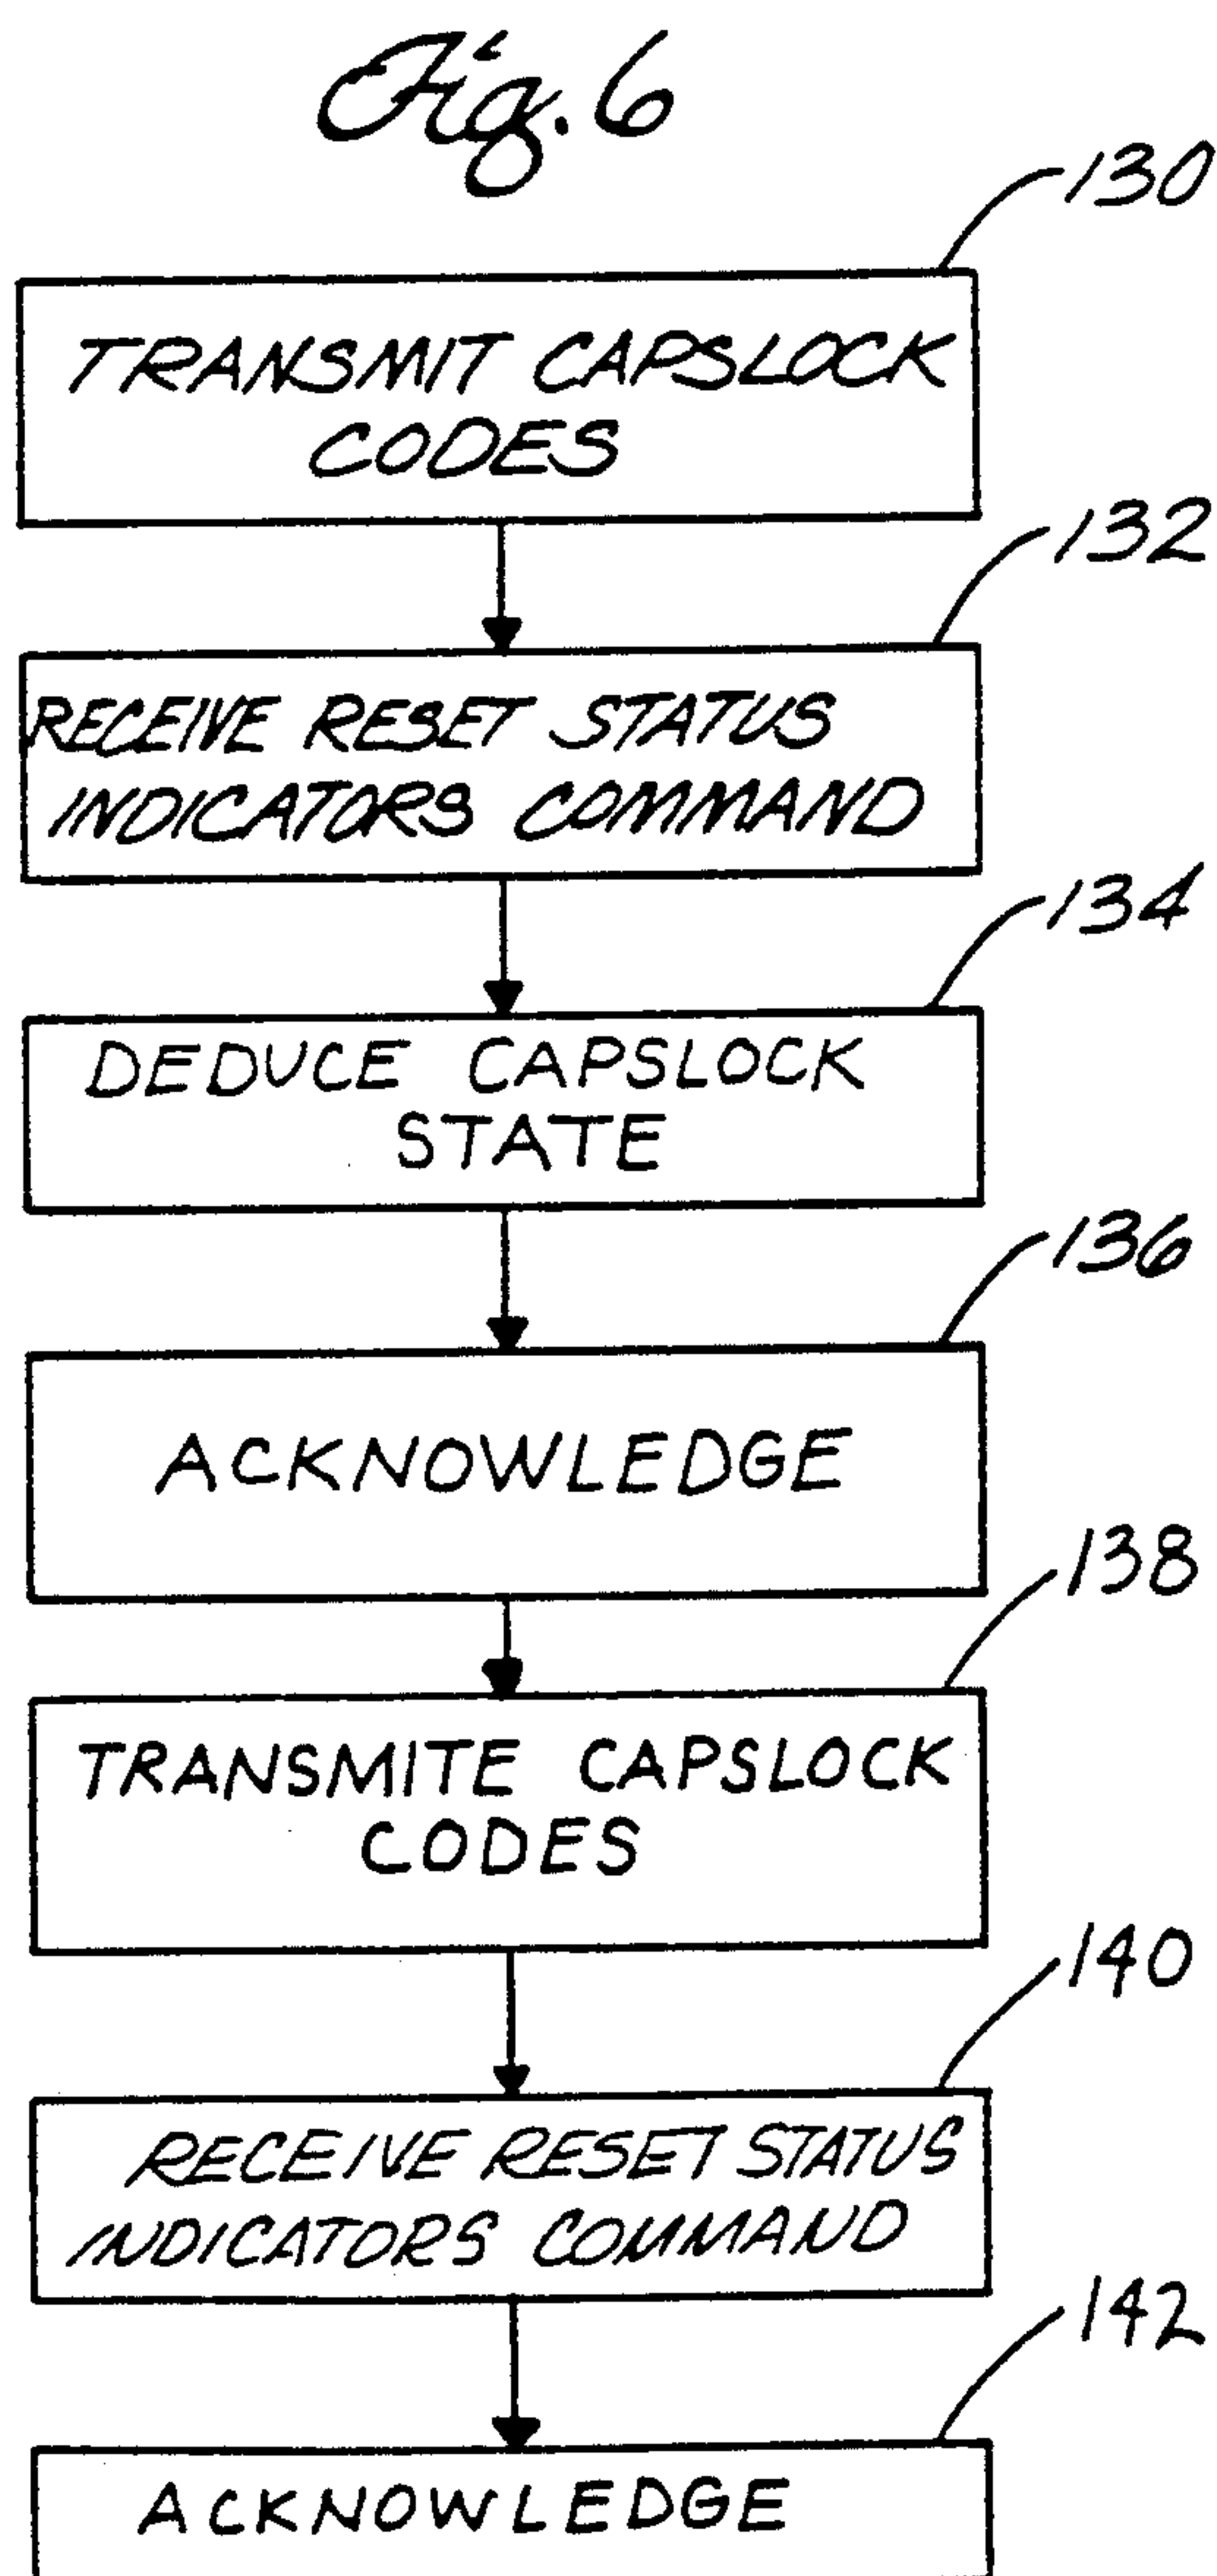 Fig. 6
130
TRANSMIT CAPSLOCK
CODES
132
RECEIVE RESET STATUS
INDICATORS COMMAND
134
DEDUCE CAPSLOCK
STATE
136
ACKNOWLEDGE
138
TRANSMITE CAPSLOCK
CODES
140
RECEIVE RESET STATUS
INDICATORS COMMAND
142
ACKNOWLEDGE